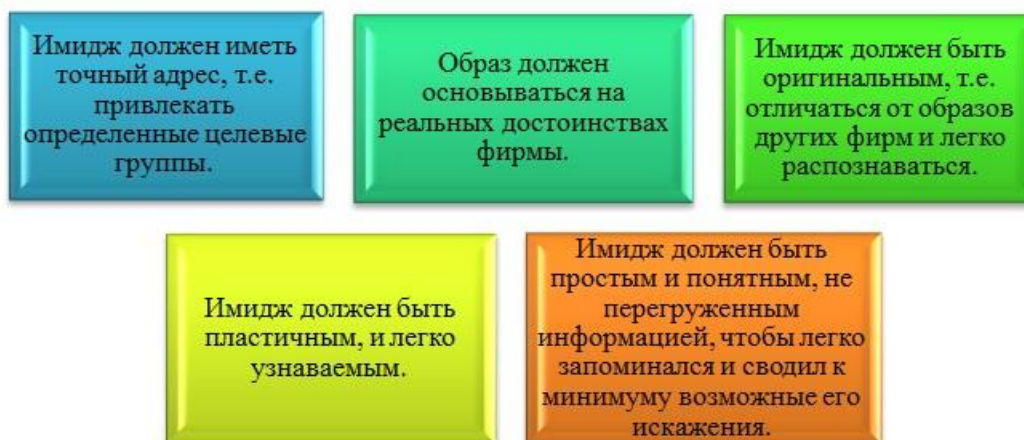 Имидж должен иметь
точный адрес, т.е.
привлекать
определенные целевые
группы.
Образ должен
основываться на
реальных достоинствах
фирмы.
Имидж должен быть
оригинальным, т.е.
отличаться от образов
других фирм и легко
распознаваться.
Имидж должен быть
пластичным, и легко
узнаваемым.
Имидж должен быть
простым и понятным, не
перегруженным
информацией, чтобы легко
запоминался и сводил к
минимуму возможные его
искажения.